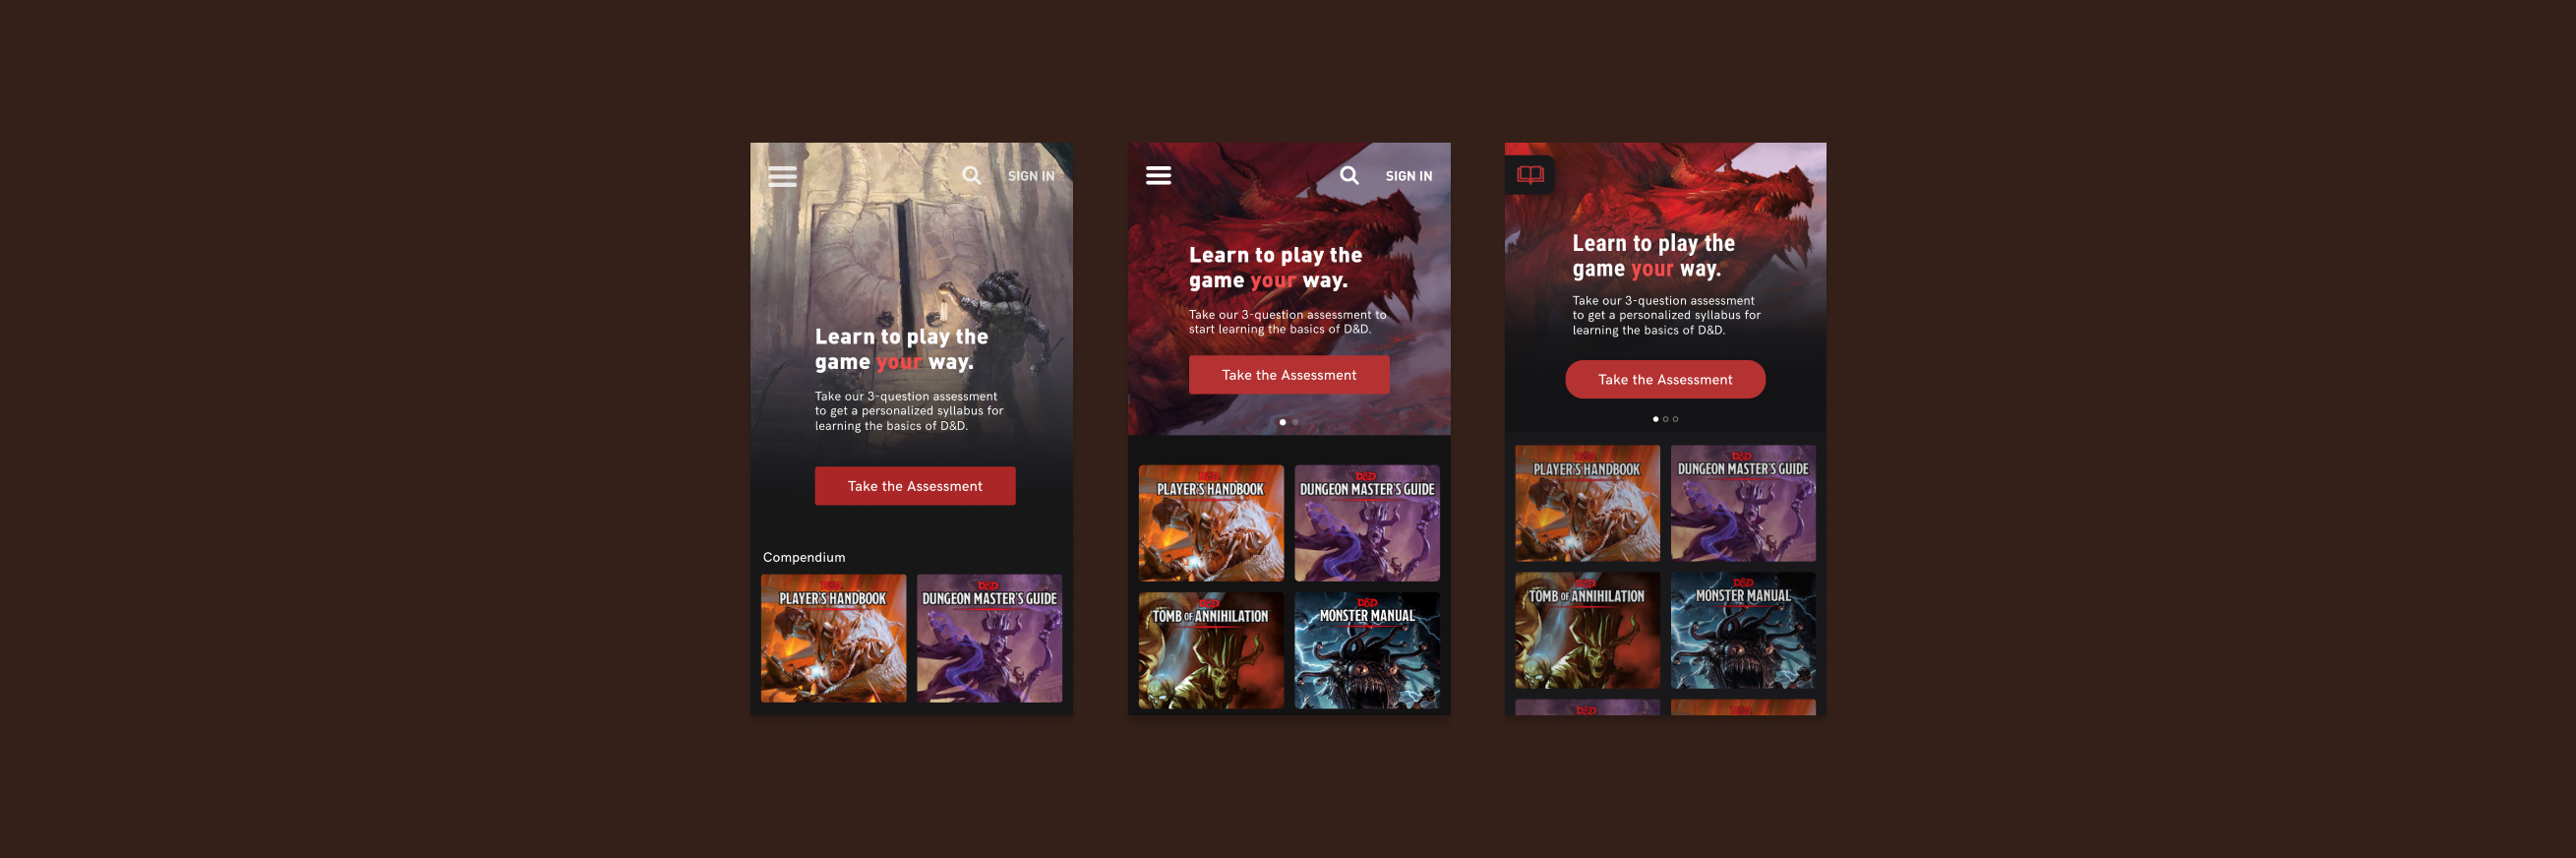 SIGN IN
Learn to play the
game your way.
Take our 3-question assessment
to get a personalized syllabus for
learning the basics of D&D.
Take the Assessment
Compendium
D&D
PLAYER'S HANDBOOK
D&D
DUNGEON MASTER'S GUIDE
SIGN IN
Learn to play the
game your way.
Take our 3-question assessment to
start learning the basics of D&D.
Take the Assessment
D&D
PLAYER'S HANDBOOK
D&D
DUNGEON MASTER'S GUIDE
D&D
TOMB OF ANNIHILATION
D&D
MONSTER MANUAL
Learn to play the
game your way.
Take our 3-question assessment
to get a personalized syllabus for
learning the basics of D&D.
Take the Assessment
D&D
PLAYER'S HANDBOOK
D&D
DUNGEON MASTER'S GUIDE
D&D
TOMB OF ANNIHILATION
D&D
MONSTER MANUAL
D&D
D&D